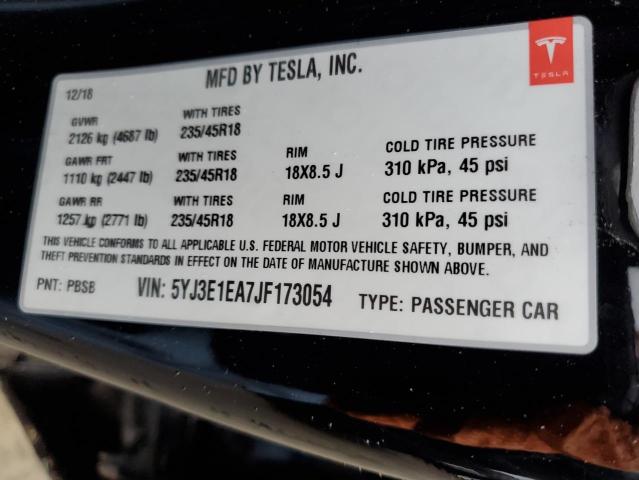 MFD BY TESLA, INC.
TESLA
12/18
GVWR WITH TIRES
2126 kg (4687 lb) 235/45R18
GAWR FRT WITH TIRES RIM COLD TIRE PRESSURE
1110 kg (2447 lb) 235/45R18 18X8.5 J 310 kPa, 45 psi
GAWR RR WITH TIRES RIM COLD TIRE PRESSURE
1257 kg (2771 lb) 235/45R18 18X8.5 J 310 kPa, 45 psi
THIS VEHICLE CONFORMS TO ALL APPLICABLE U.S. FEDERAL MOTOR VEHICLE SAFETY, BUMPER, AND
THEFT PREVENTION STANDARDS IN EFFECT ON THE DATE OF MANUFACTURE SHOWN ABOVE.
PNT: PBSB VIN: 5YJ3E1EA7JF173054 TYPE: PASSENGER CAR